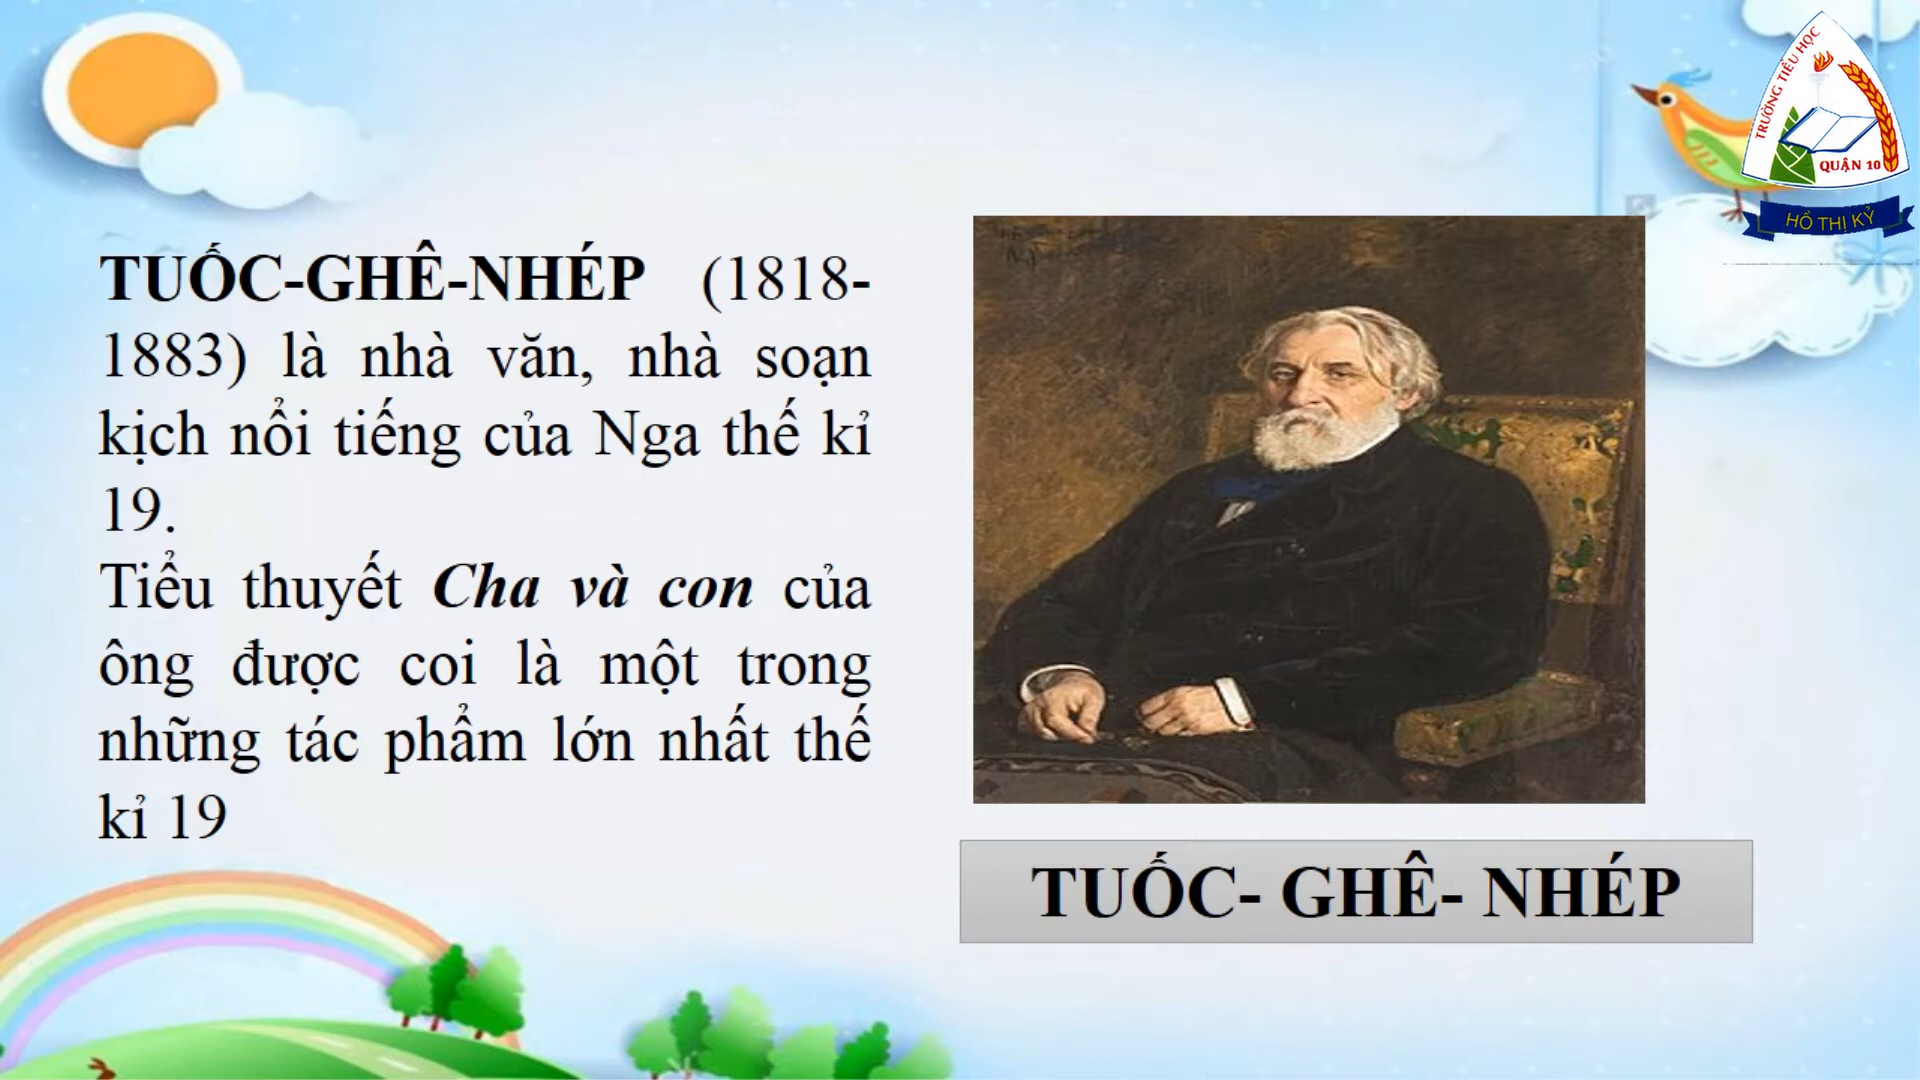 TRƯỜNG TIỂU HỌC
QUẬN 10
HỒ THỊ KỶ
TUỐC-GHÊ-NHÉP (1818-
1883) là nhà văn, nhà soạn
kịch nổi tiếng của Nga thế kỉ
19.
Tiểu thuyết Cha và con của
ông được coi là một trong
những tác phẩm lớn nhất thế
kỉ 19
TUỐC- GHÊ- NHÉP